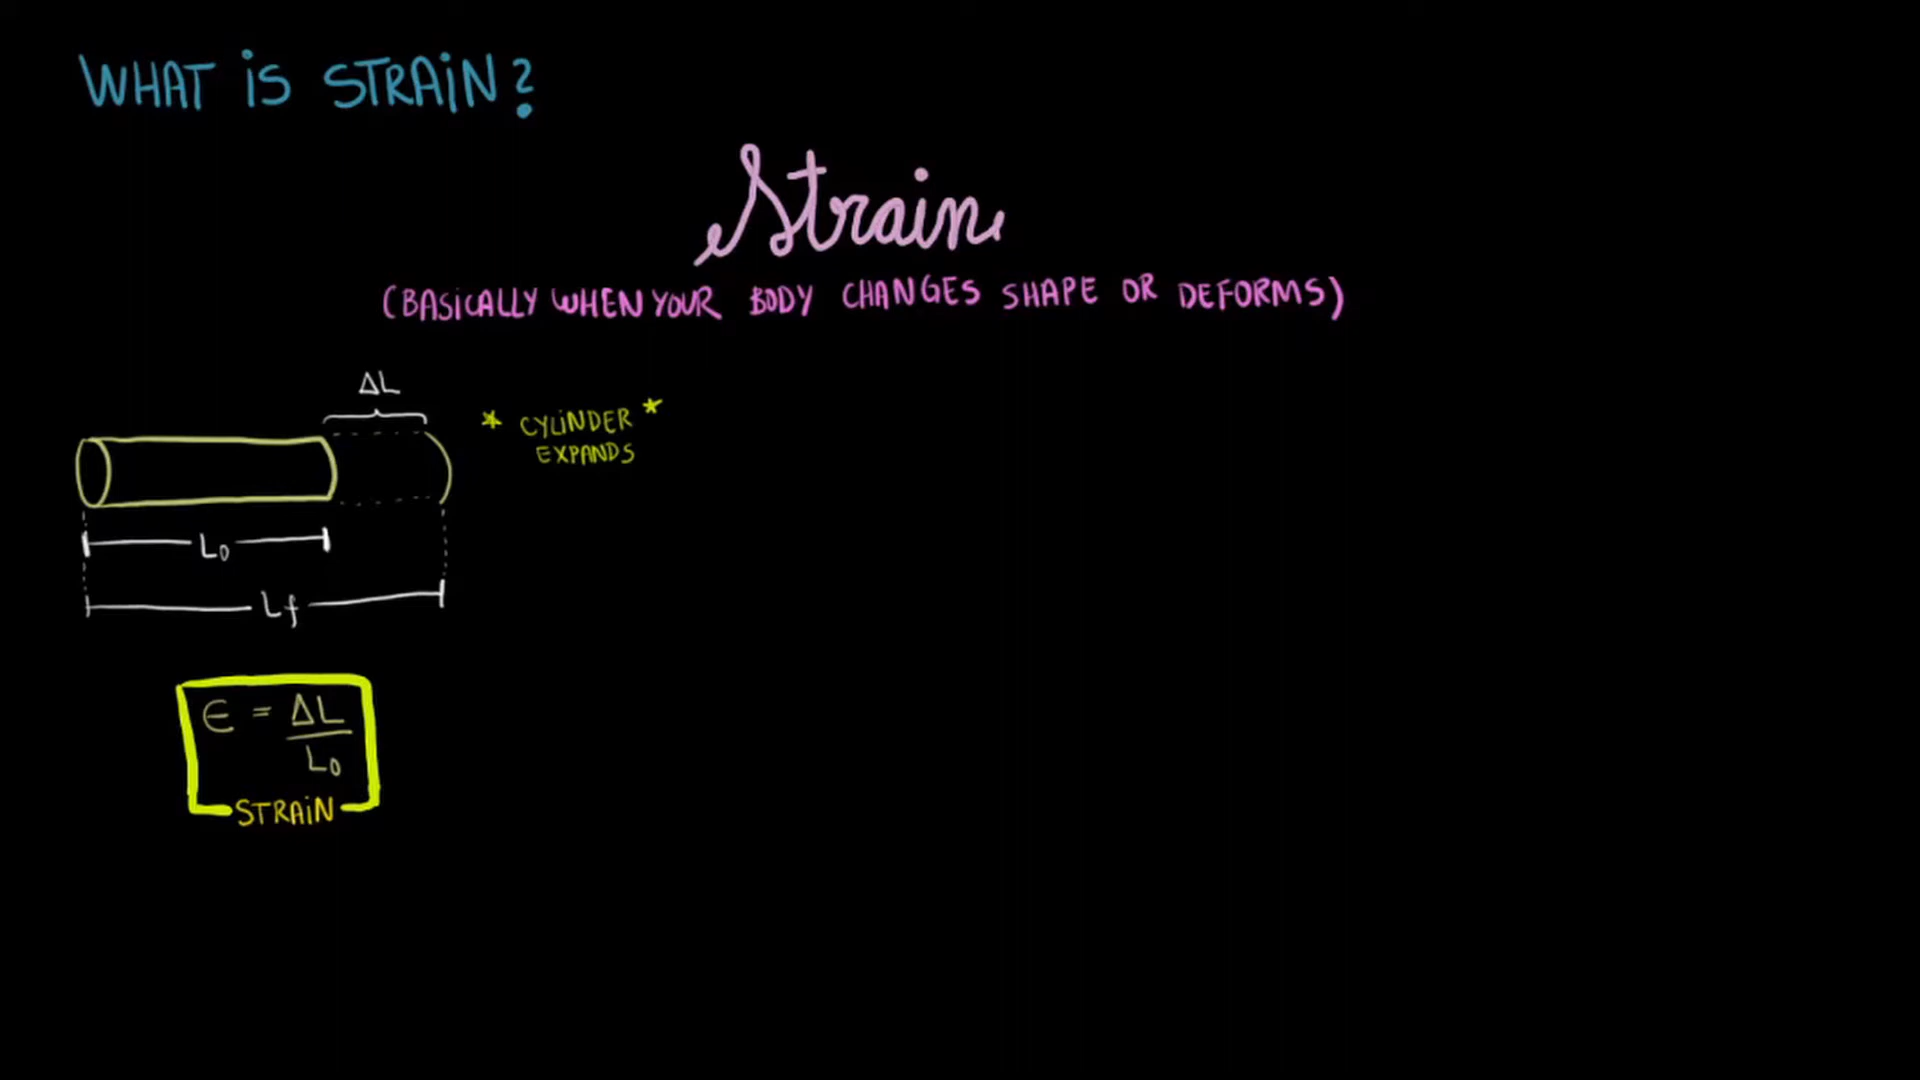 WHAT iS STRAiN?
Strain
(BASiCALLY WHEN YOUR BODY CHANGES SHAPE OR DEFORMS)
ΔL
* CYLiNDER *
EXPANDS
L₀
Lf
ϵ = ΔL
L₀
STRAiN